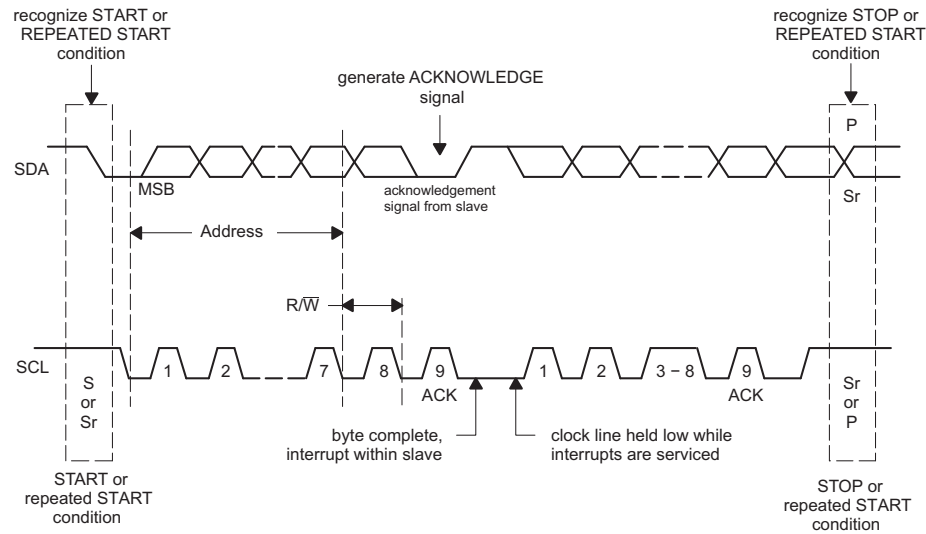 recognize START or
REPEATED START
condition
recognize STOP or
REPEATED START
condition
generate ACKNOWLEDGE
signal
P
SDA
MSB
acknowledgement
signal from slave
Sr
Address
R/W̅
SCL
S
or
Sr
1
2
7
8
9
ACK
1
2
3 – 8
9
ACK
Sr
or
P
byte complete,
interrupt within slave
clock line held low while
interrupts are serviced
START or
repeated START
condition
STOP or
repeated START
condition